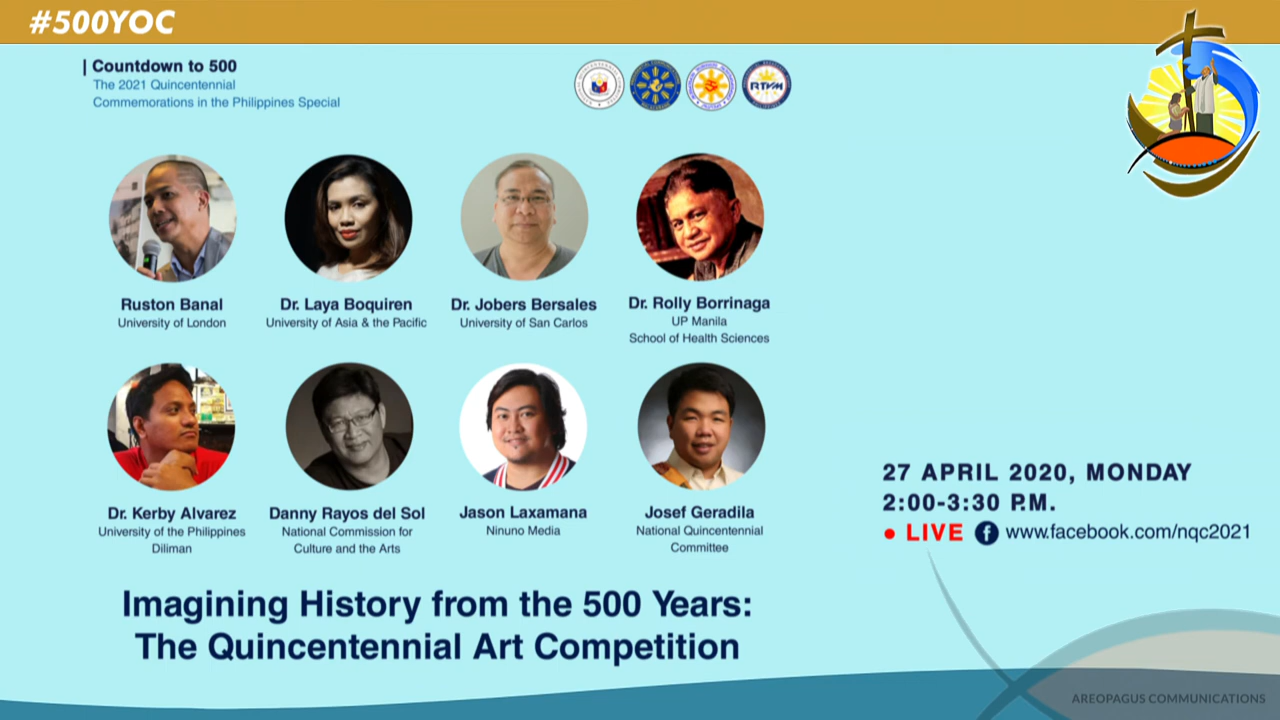 #500YOC
| Countdown to 500
The 2021 Quincentennial
Commemorations in the Philippines Special
RTVM
Ruston Banal
University of London
Dr. Laya Boquiren
University of Asia & the Pacific
Dr. Jobers Bersales
University of San Carlos
Dr. Rolly Borrinaga
UP Manila
School of Health Sciences
Dr. Kerby Alvarez
University of the Philippines
Diliman
Danny Rayos del Sol
National Commission for
Culture and the Arts
Jason Laxamana
Ninuno Media
Josef Geradila
National Quincentennial
Committee
27 APRIL 2020, MONDAY
2:00-3:30 P.M.
• LIVE f www.facebook.com/nqc2021
Imagining History from the 500 Years:
The Quincentennial Art Competition
AREOPAGUS COMMUNICATIONS